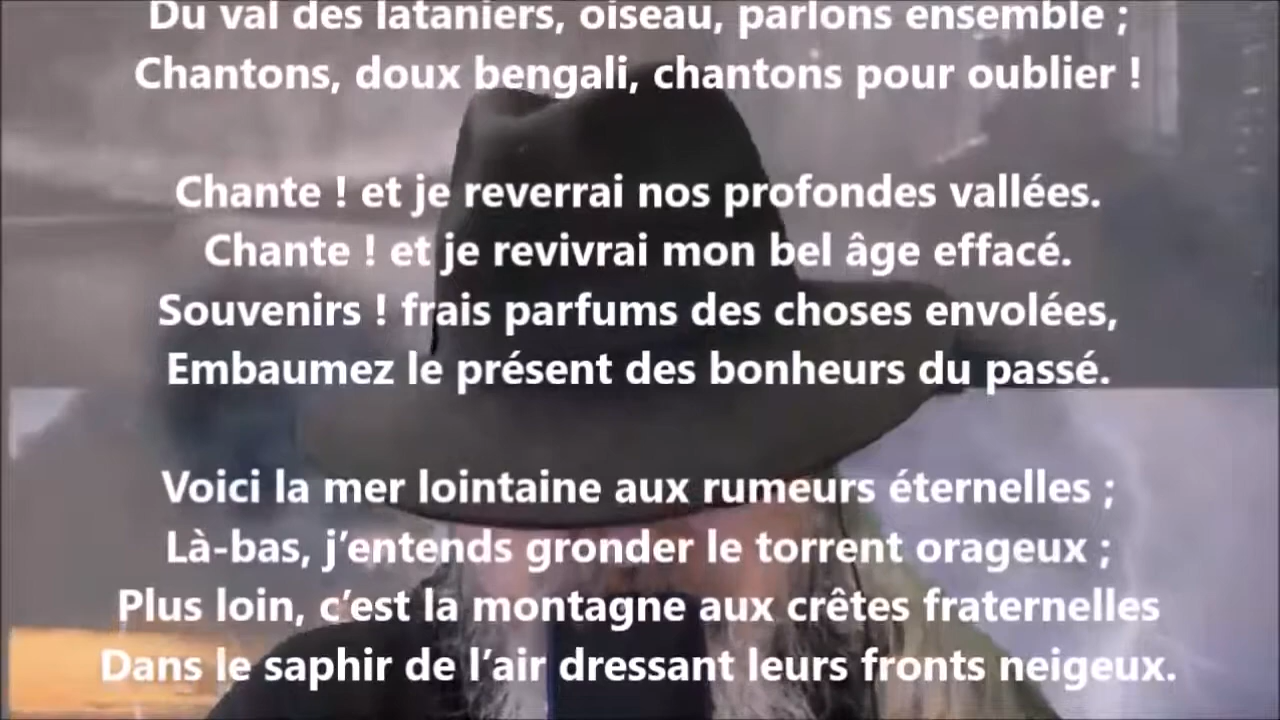 Du val des lataniers, oiseau, parlons ensemble ;
Chantons, doux bengali, chantons pour oublier !
Chante ! et je reverrai nos profondes vallées.
Chante ! et je revivrai mon bel âge effacé.
Souvenirs ! frais parfums des choses envolées,
Embaumez le présent des bonheurs du passé.
Voici la mer lointaine aux rumeurs éternelles ;
Là-bas, j’entends gronder le torrent orageux ;
Plus loin, c’est la montagne aux crêtes fraternelles
Dans le saphir de l’air dressant leurs fronts neigeux.